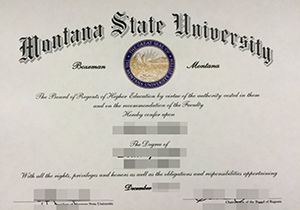 Montana State University
Bozeman Montana
The Board of Regents of Higher Education by virtue of the authority vested in them
and on the recommendation of the Faculty
Hereby confer upon
The Degree of
With all the rights, privileges and honors as well as the obligations and responsibilities appertaining
December